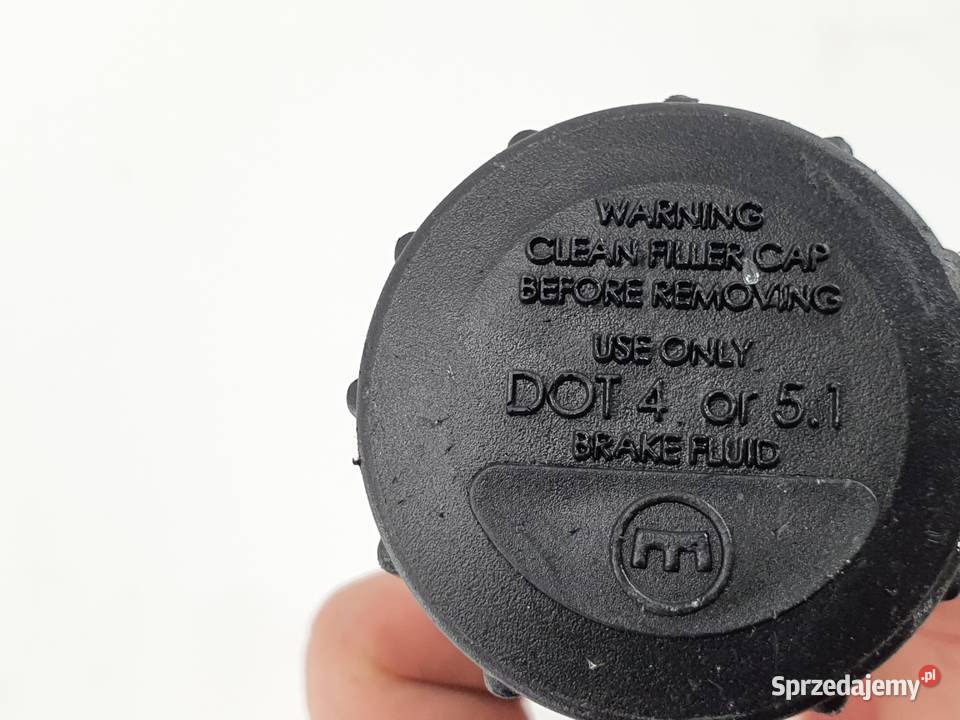 WARNING
CLEAN FILLER CAP
BEFORE REMOVING
USE ONLY
DOT 4 or 5.1
BRAKE FLUID
Sprzedajemy.pl